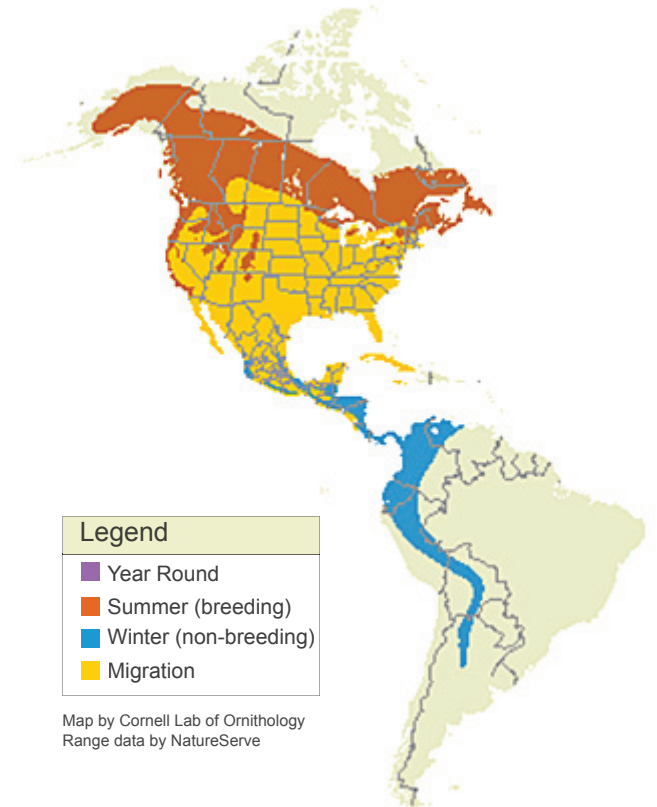 Legend
Year Round
Summer (breeding)
Winter (non-breeding)
Migration
Map by Cornell Lab of Ornithology
Range data by NatureServe